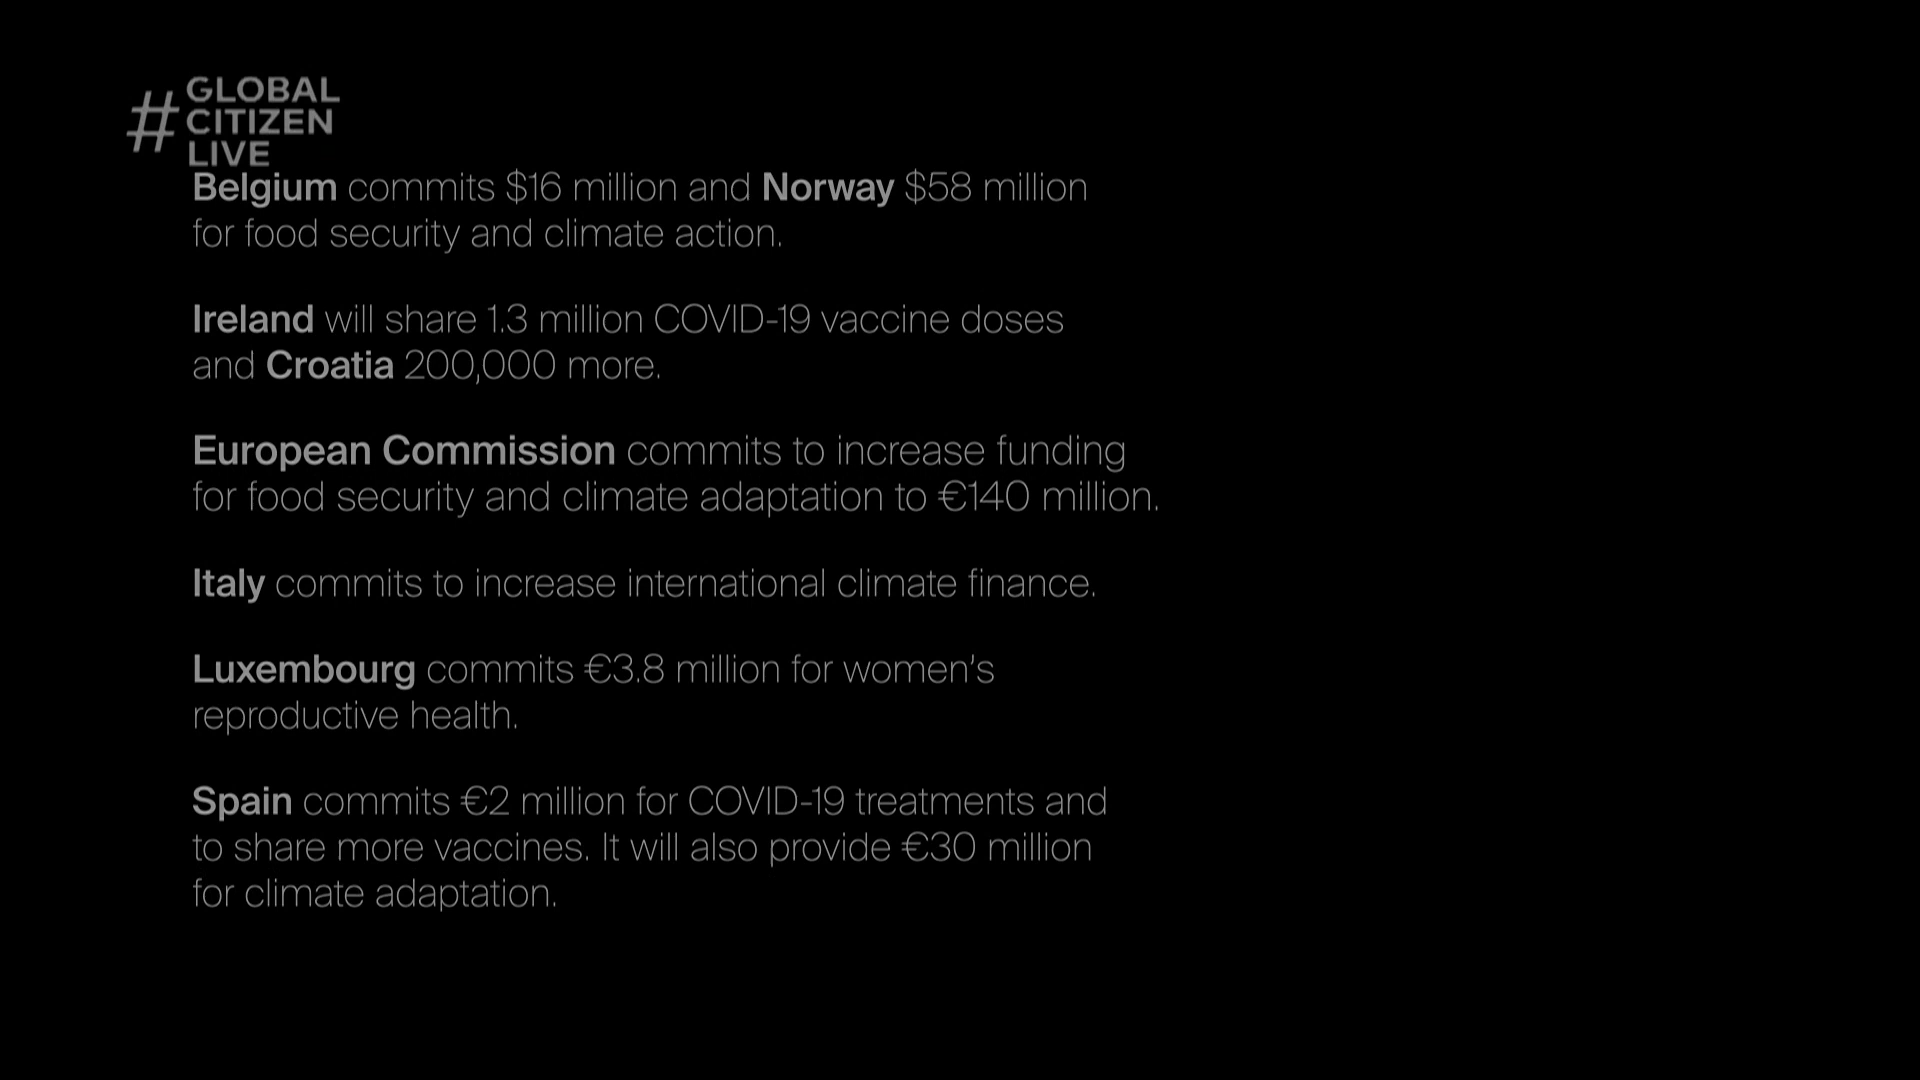 #GLOBAL
CITIZEN
LIVE
Belgium commits $16 million and Norway $58 million
for food security and climate action.
Ireland will share 1.3 million COVID-19 vaccine doses
and Croatia 200,000 more.
European Commission commits to increase funding
for food security and climate adaptation to €140 million.
Italy commits to increase international climate finance.
Luxembourg commits €3.8 million for women’s
reproductive health.
Spain commits €2 million for COVID-19 treatments and
to share more vaccines. It will also provide €30 million
for climate adaptation.